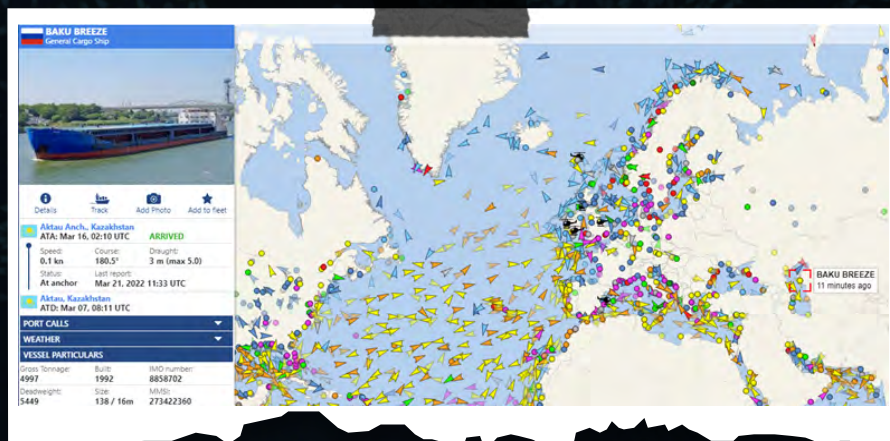 BAKU BREEZE
General Cargo Ship
Details Track Add Photo Add to fleet
Aktau Anch., Kazakhstan
ATA: Mar 16, 02:10 UTC ARRIVED
Speed: Course: Draught:
0.1 kn 180.5° 3 m (max 5.0)
Status: Last report:
At anchor Mar 21, 2022 11:33 UTC
Aktau, Kazakhstan
ATD: Mar 07, 08:11 UTC
PORT CALLS
WEATHER
VESSEL PARTICULARS
Gross Tonnage: Built: IMO number:
4997 1992 8858702
Deadweight: Size: MMSI:
5449 138 / 16m 273422360
BAKU BREEZE
11 minutes ago